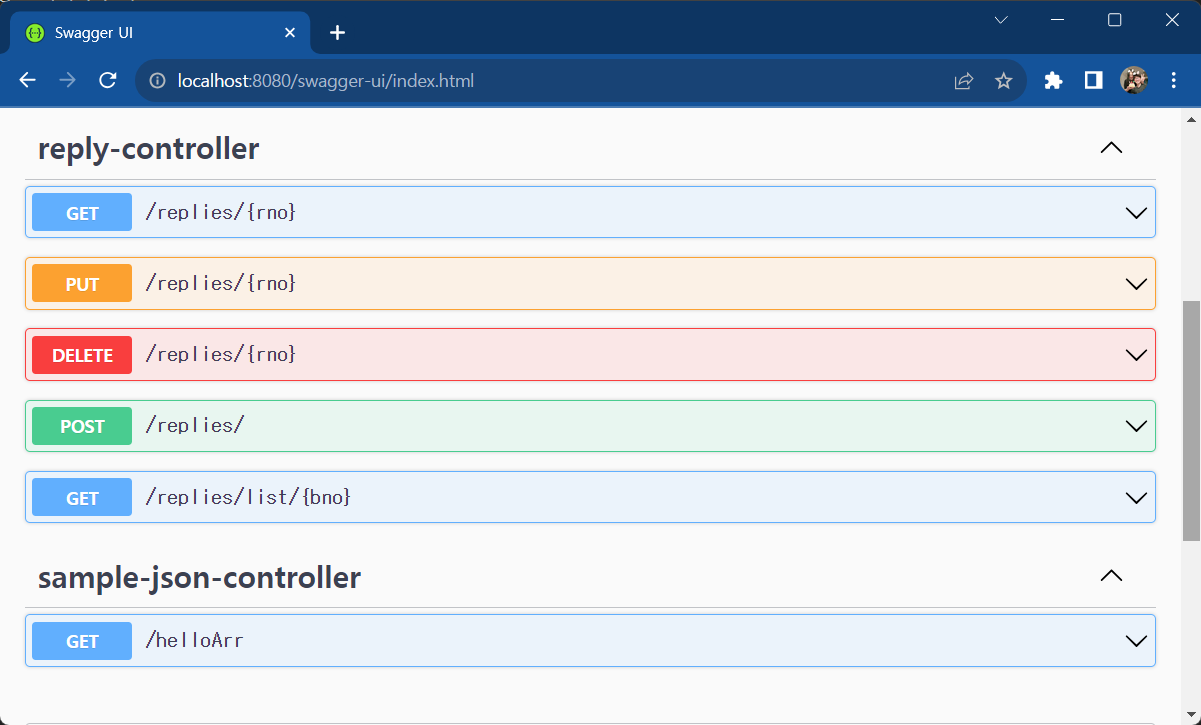 Swagger UI
localhost:8080/swagger-ui/index.html
reply-controller
GET /replies/{rno}
PUT /replies/{rno}
DELETE /replies/{rno}
POST /replies/
GET /replies/list/{bno}
sample-json-controller
GET /helloArr